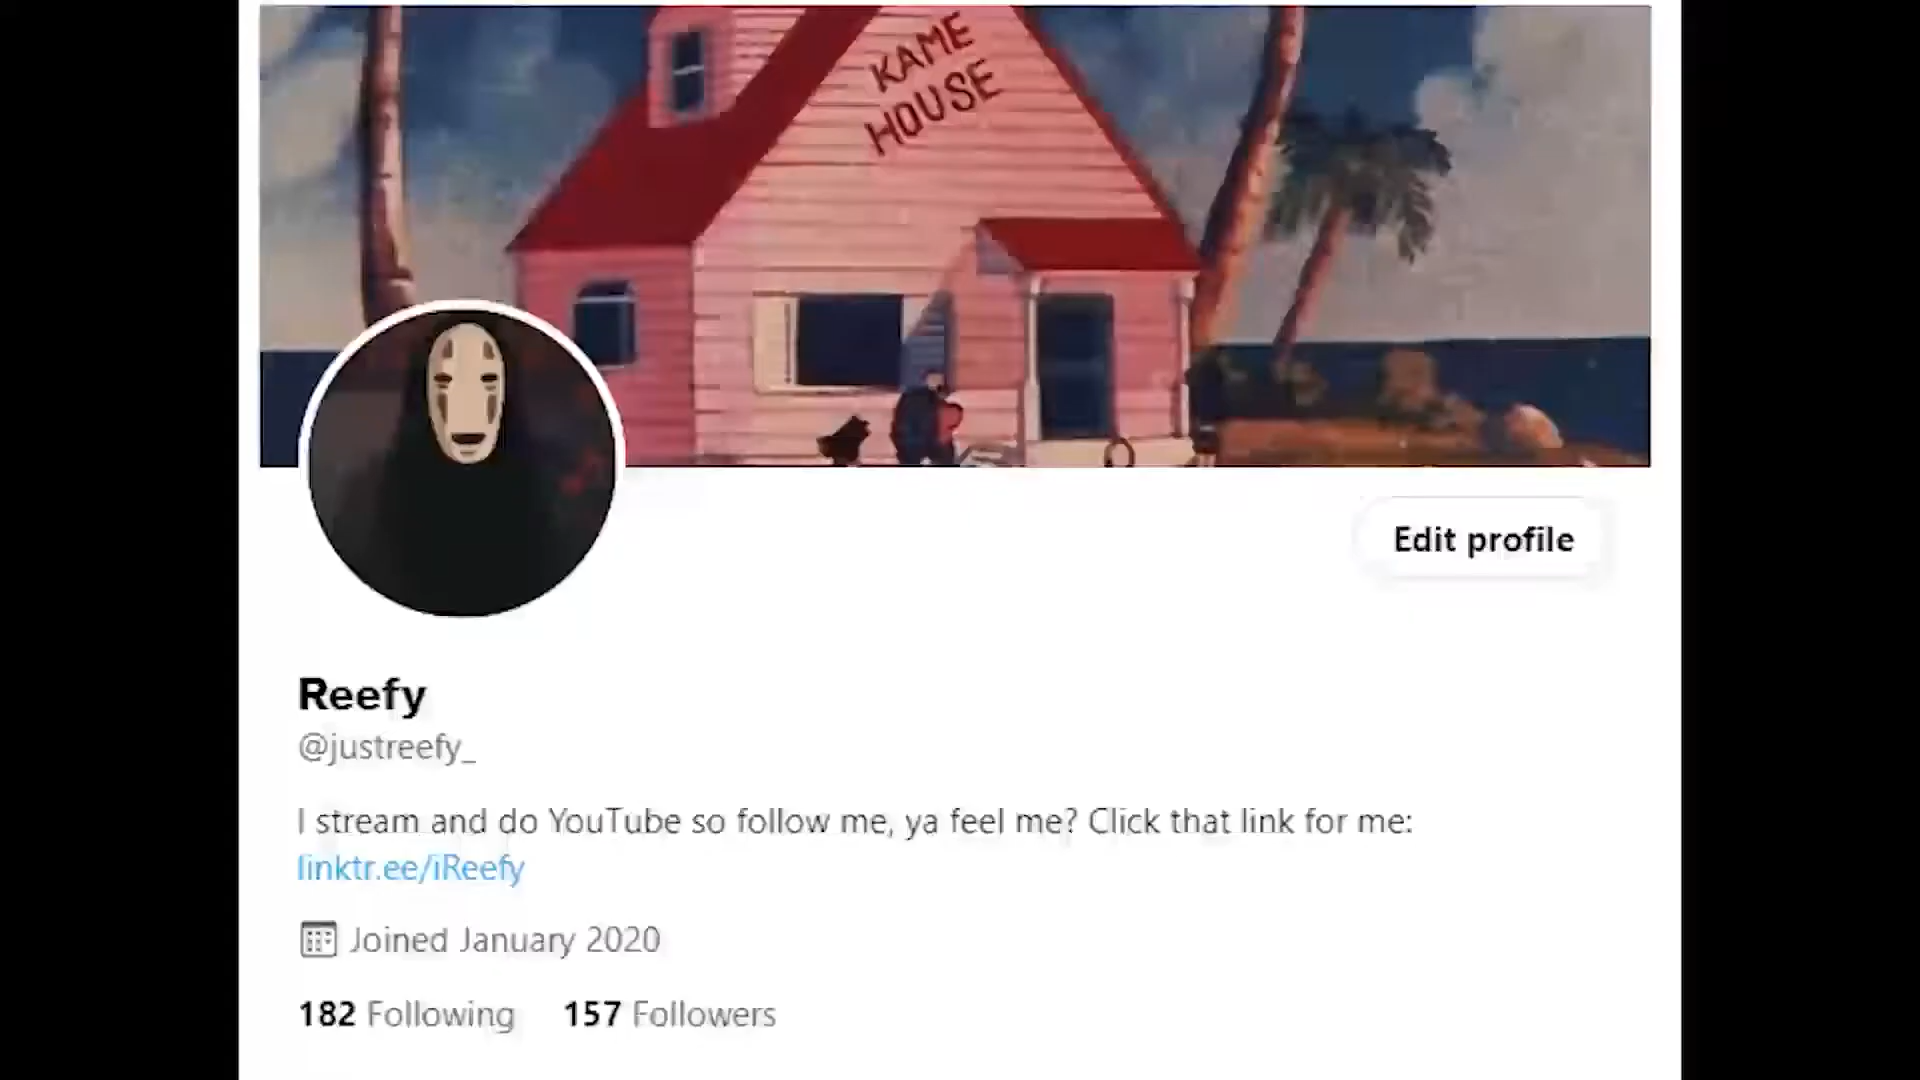 KAME
HOUSE
Edit profile
Reefy
@justreefy_
I stream and do YouTube so follow me, ya feel me? Click that link for me:
linktr.ee/iReefy
Joined January 2020
182 Following 157 Followers